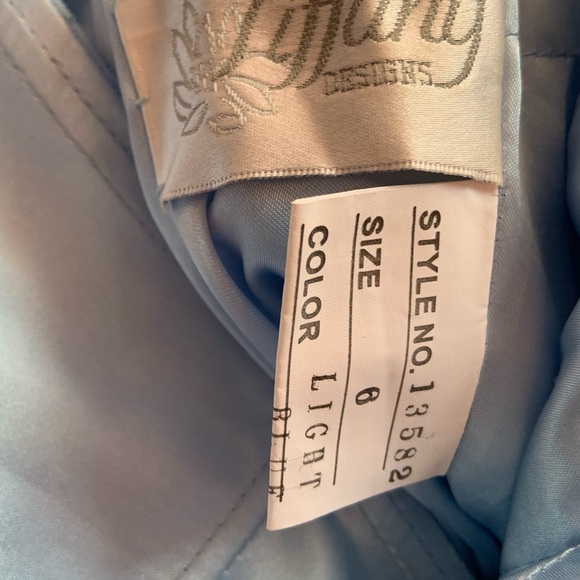 Tiffany
DESIGNS
STYLE NO. 13582
SIZE 6
COLOR LIGHT
BLUE